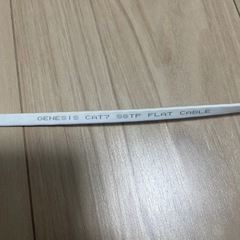 GENESIS CAT7 SSTP FLAT CABLE